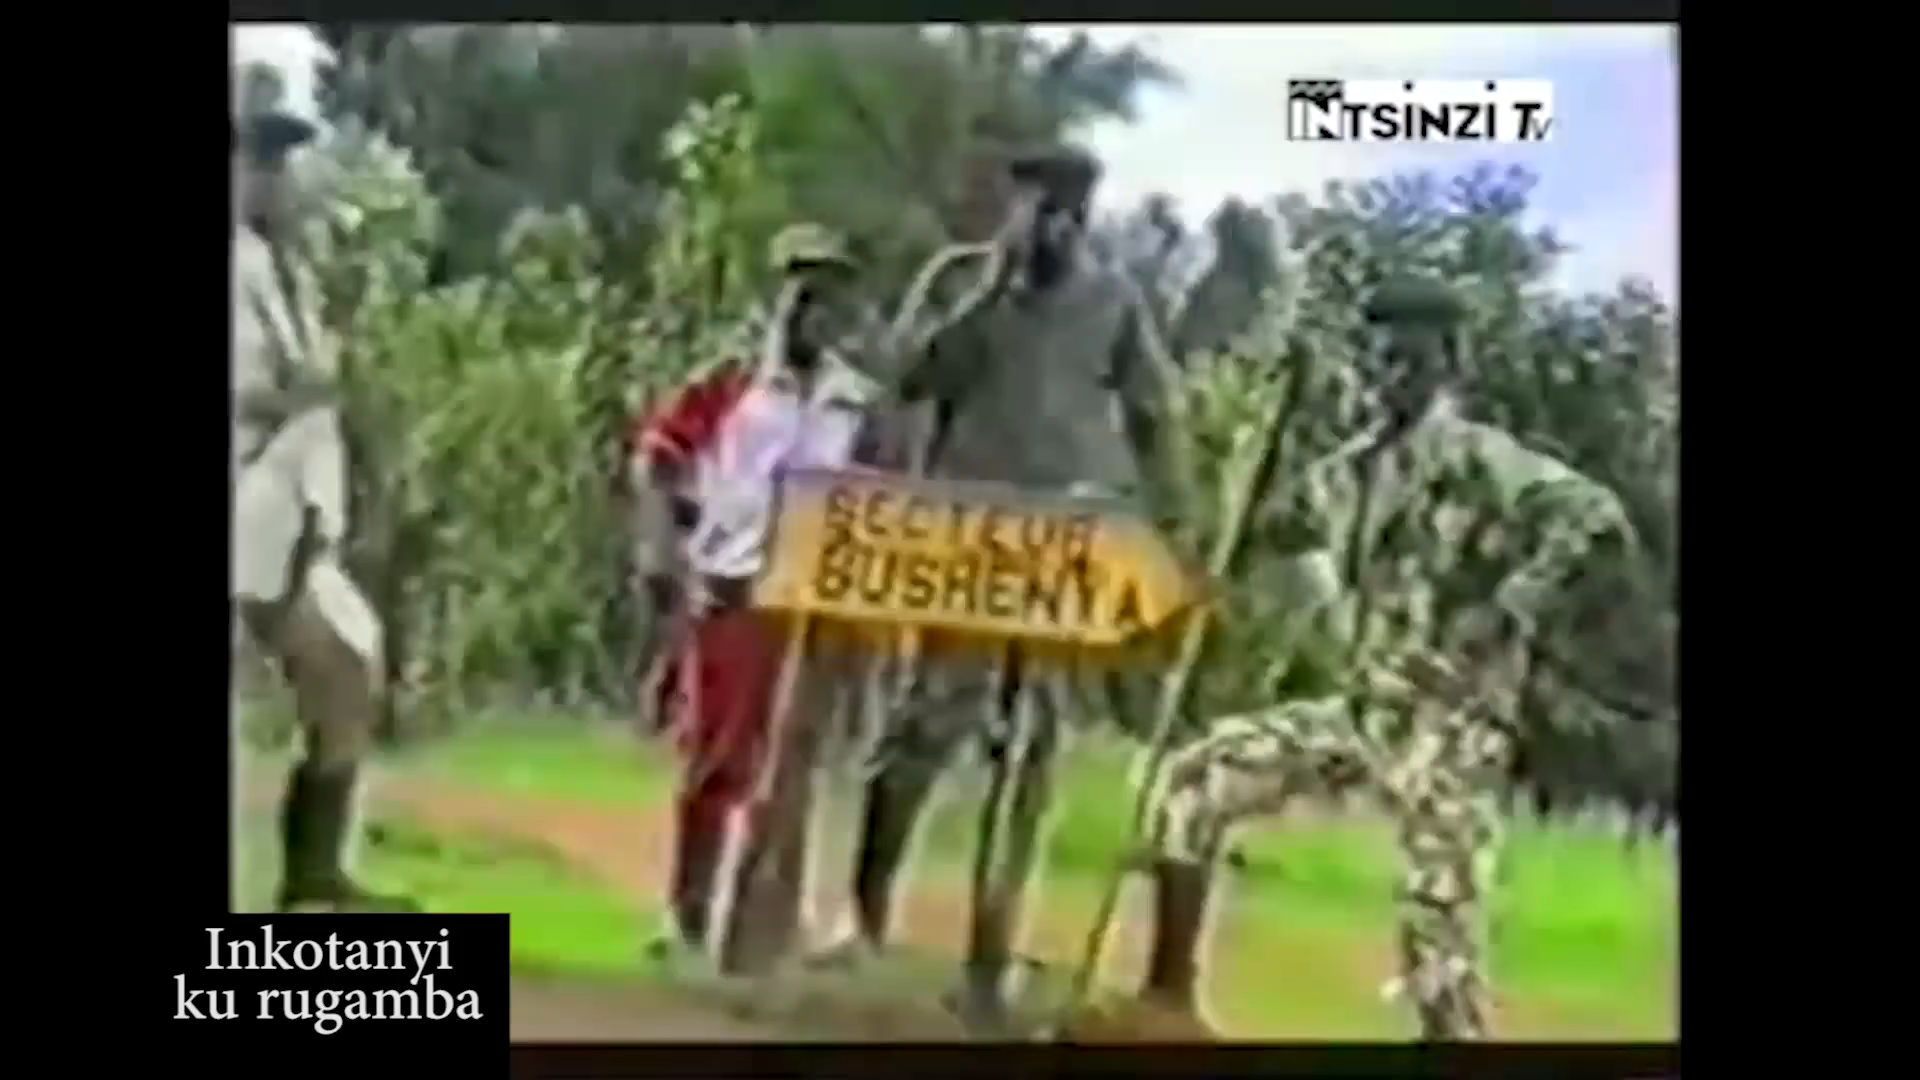 INTSINZI TV
SECTEUR
BUSHENYA
Inkotanyi
ku rugamba